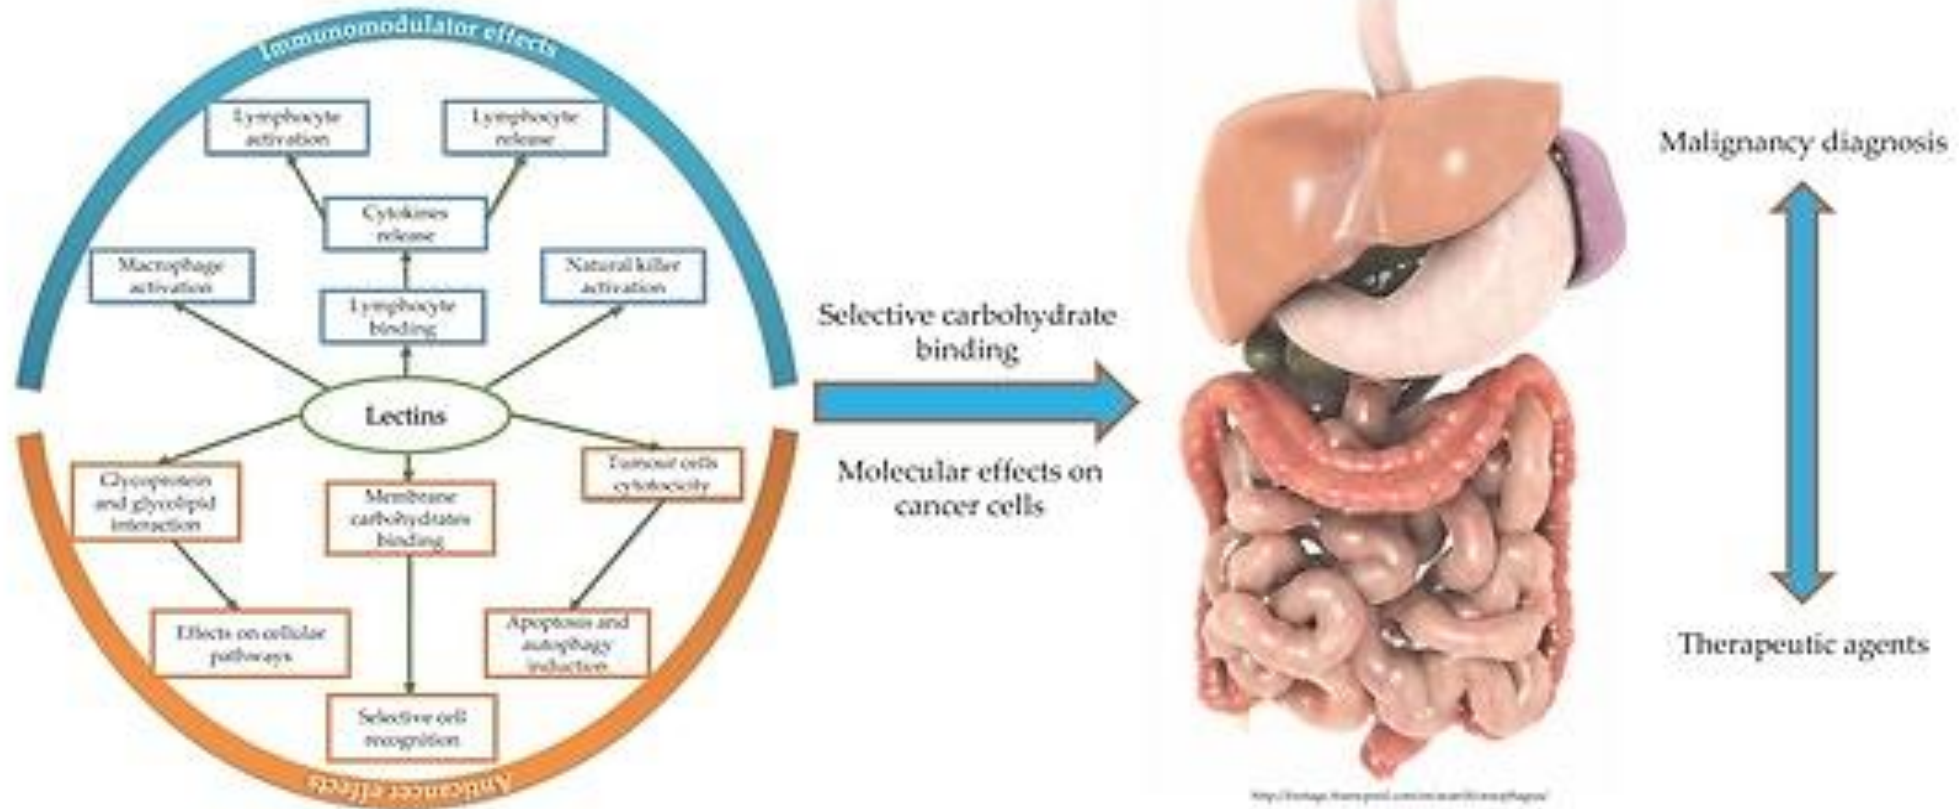 Immunomodulator effects
Lymphocyte
activation
Lymphocyte
release
Cytokines
release
Macrophage
activation
Natural killer
activation
Lymphocyte
binding
Lectins
Glycoprotein
and glycolipid
interaction
Membrane
carbohydrates
binding
Tumour cells
cytotocicity
Effects on cellular
pathways
Apoptosis and
autophagy
induction
Selective cell
recognition
Anticancer effects
Selective carbohydrate
binding
Molecular effects on
cancer cells
Malignancy diagnosis
Therapeutic agents